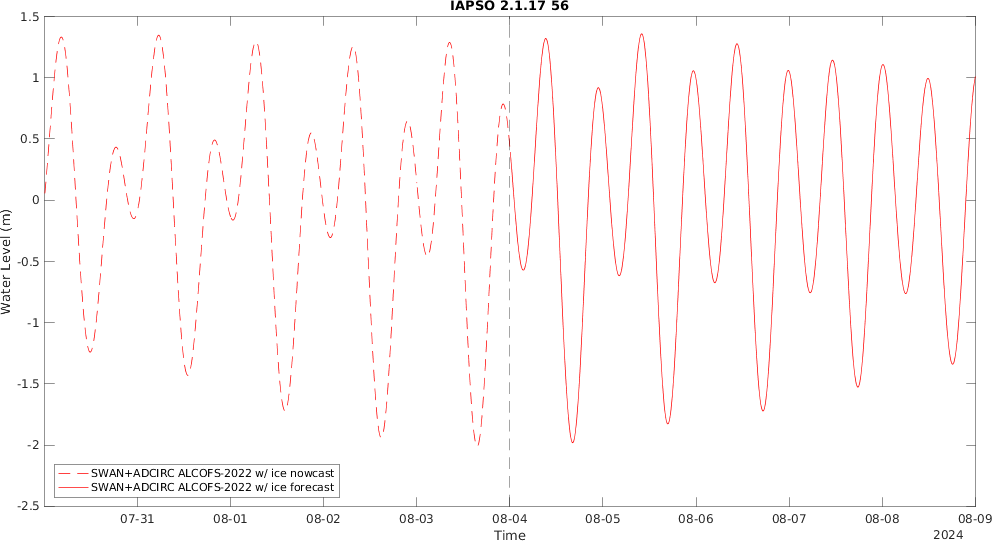 IAPSO 2.1.17 56
1.5
1
0.5
0
-0.5
-1
-1.5
-2
-2.5
Water Level (m)
SWAN+ADCIRC ALCOFS-2022 w/ ice nowcast
SWAN+ADCIRC ALCOFS-2022 w/ ice forecast
07-31 08-01 08-02 08-03 08-04 08-05 08-06 08-07 08-08 08-09
Time
2024